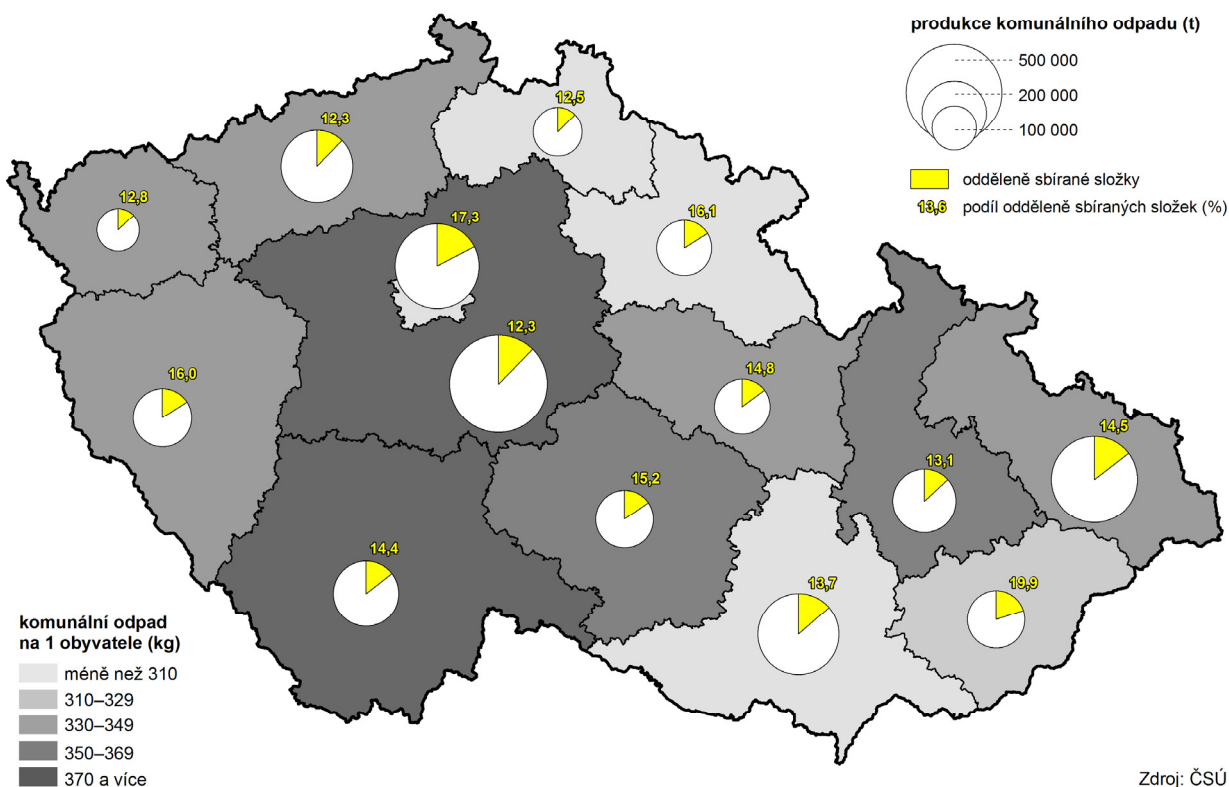 produkce komunálního odpadu (t)
500 000
200 000
100 000
odděleně sbírané složky
13,6 podíl odděleně sbíraných složek (%)
12,5
12,3
12,8
17,3
16,1
12,3
14,8
16,0
14,5
13,1
15,2
14,4
13,7
19,9
komunální odpad
na 1 obyvatele (kg)
méně než 310
310–329
330–349
350–369
370 a více
Zdroj: ČSÚ